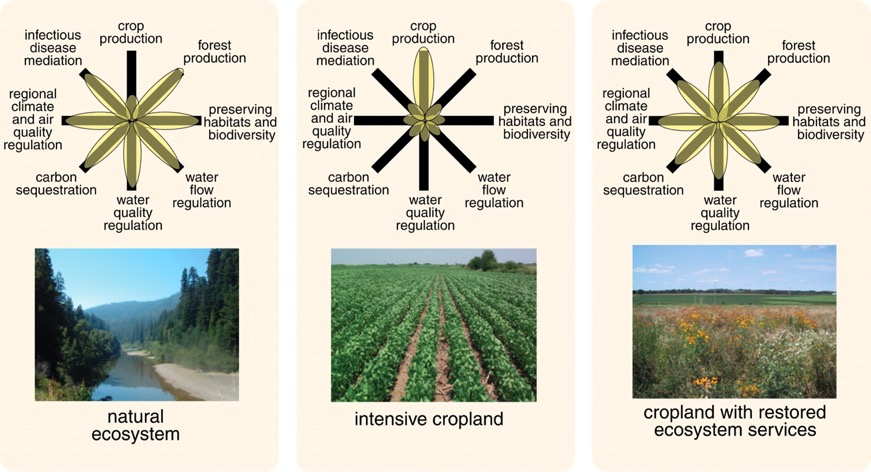 crop
production
forest
production
preserving
habitats and
biodiversity
water
flow
regulation
water
quality
regulation
carbon
sequestration
regional
climate
and air
quality
regulation
infectious
disease
mediation
natural
ecosystem
crop
production
forest
production
preserving
habitats and
biodiversity
water
flow
regulation
water
quality
regulation
carbon
sequestration
regional
climate
and air
quality
regulation
infectious
disease
mediation
intensive cropland
crop
production
forest
production
preserving
habitats and
biodiversity
water
flow
regulation
water
quality
regulation
carbon
sequestration
regional
climate
and air
quality
regulation
infectious
disease
mediation
cropland with restored
ecosystem services